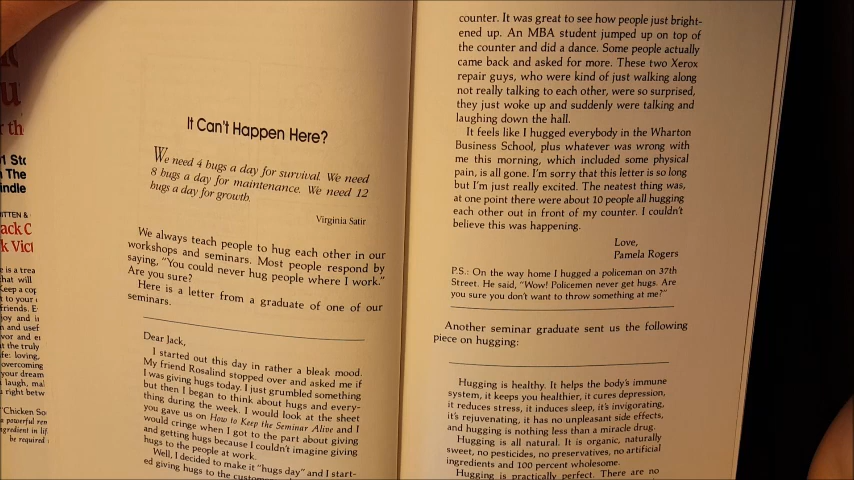 It Can't Happen Here?
We need 4 hugs a day for survival. We need
8 hugs a day for maintenance. We need 12
hugs a day for growth.
Virginia Satir
We always teach people to hug each other in our
workshops and seminars. Most people respond by
saying, "You could never hug people where I work."
Are you sure?
Here is a letter from a graduate of one of our
seminars.
Dear Jack,
I started out this day in rather a bleak mood.
My friend Rosalind stopped over and asked me if
I was giving hugs today. I just grumbled something
but then I began to think about hugs and every-
thing during the week. I would look at the sheet
you gave us on How to Keep the Seminar Alive and I
would cringe when I got to the part about giving
and getting hugs because I couldn't imagine giving
hugs to the people at work.
Well, I decided to make it "hugs day" and I start-
ed giving hugs to the
counter. It was great to see how people just bright-
ened up. An MBA student jumped up on top of
the counter and did a dance. Some people actually
came back and asked for more. These two Xerox
repair guys, who were kind of just walking along
not really talking to each other, were so surprised,
they just woke up and suddenly were talking and
laughing down the hall.
It feels like I hugged everybody in the Wharton
Business School, plus whatever was wrong with
me this morning, which included some physical
pain, is all gone. I'm sorry that this letter is so long
but I'm just really excited. The neatest thing was,
at one point there were about 10 people all hugging
each other out in front of my counter. I couldn't
believe this was happening.
Love,
Pamela Rogers
P.S.: On the way home I hugged a policeman on 37th
Street. He said, "Wow! Policemen never get hugs. Are
you sure you don't want to throw something at me?"
Another seminar graduate sent us the following
piece on hugging:
Hugging is healthy. It helps the body's immune
system, it keeps you healthier, it cures depression,
it reduces stress, it induces sleep, it's invigorating,
it's rejuvenating, it has no unpleasant side effects,
and hugging is nothing less than a miracle drug.
Hugging is all natural. It is organic, naturally
sweet, no pesticides, no preservatives, no artificial
ingredients and 100 percent wholesome.
Hugging is practically perfect. There are no